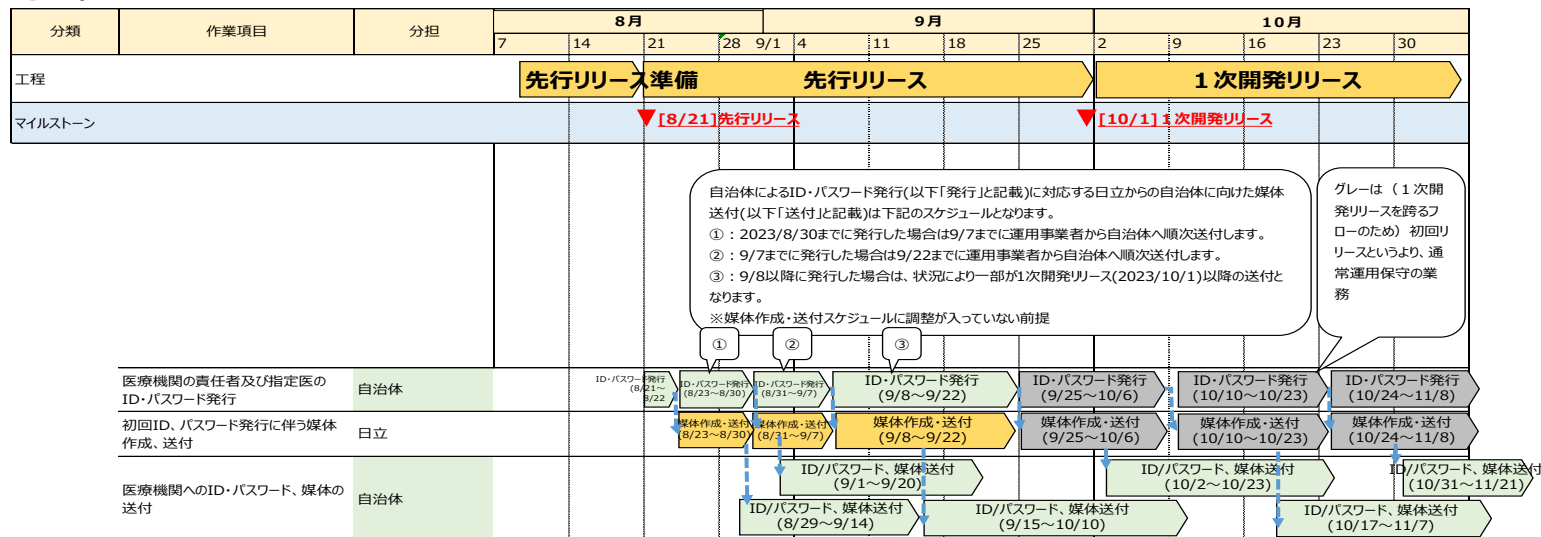 分類
作業項目
分担
8月
9月
10月
7
14
21
28
9/1
4
11
18
25
2
9
16
23
30
工程
先行リリース準備
先行リリース
1次開発リリース
マイルストーン
[8/21]先行リリース
[10/1]1次開発リリース
自治体によるID・パスワード発行(以下「発行」と記載)に対応する日立からの自治体に向けた媒体
送付(以下「送付」と記載)は下記のスケジュールとなります。
①：2023/8/30までに発行した場合は9/7までに運用事業者から自治体へ順次送付します。
②：9/7までに発行した場合は9/22までに運用事業者から自治体へ順次送付します。
③：9/8以降に発行した場合は、状況により一部が1次開発リリース(2023/10/1)以降の送付と
なります。
※媒体作成・送付スケジュールに調整が入っていない前提
グレーは（１次開
発リリースを跨るフ
ローのため）初回リ
リースというより、通
常運用保守の業
務
①
②
③
医療機関の責任者及び指定医の
ID・パスワード発行
自治体
ID・パスワード発行
(8/21～
8/22
ID・パスワード発行
(8/23～8/30)
ID・パスワード発行
(8/31～9/7)
ID・パスワード発行
(9/8～9/22)
ID・パスワード発行
(9/25～10/6)
ID・パスワード発行
(10/10～10/23)
ID・パスワード発行
(10/24～11/8)
初回ID、パスワード発行に伴う媒体
作成、送付
日立
媒体作成・送付
(8/23～8/30)
媒体作成・送付
(8/31～9/7)
媒体作成・送付
(9/8～9/22)
媒体作成・送付
(9/25～10/6)
媒体作成・送付
(10/10～10/23)
媒体作成・送付
(10/24～11/8)
医療機関へのID・パスワード、媒体の
送付
自治体
ID/パスワード、媒体送付
(9/1～9/20)
ID/パスワード、媒体送付
(10/2～10/23)
ID/パスワード、媒体送付
(10/31～11/21)
ID/パスワード、媒体送付
(8/29～9/14)
ID/パスワード、媒体送付
(9/15～10/10)
ID/パスワード、媒体送付
(10/17～11/7)